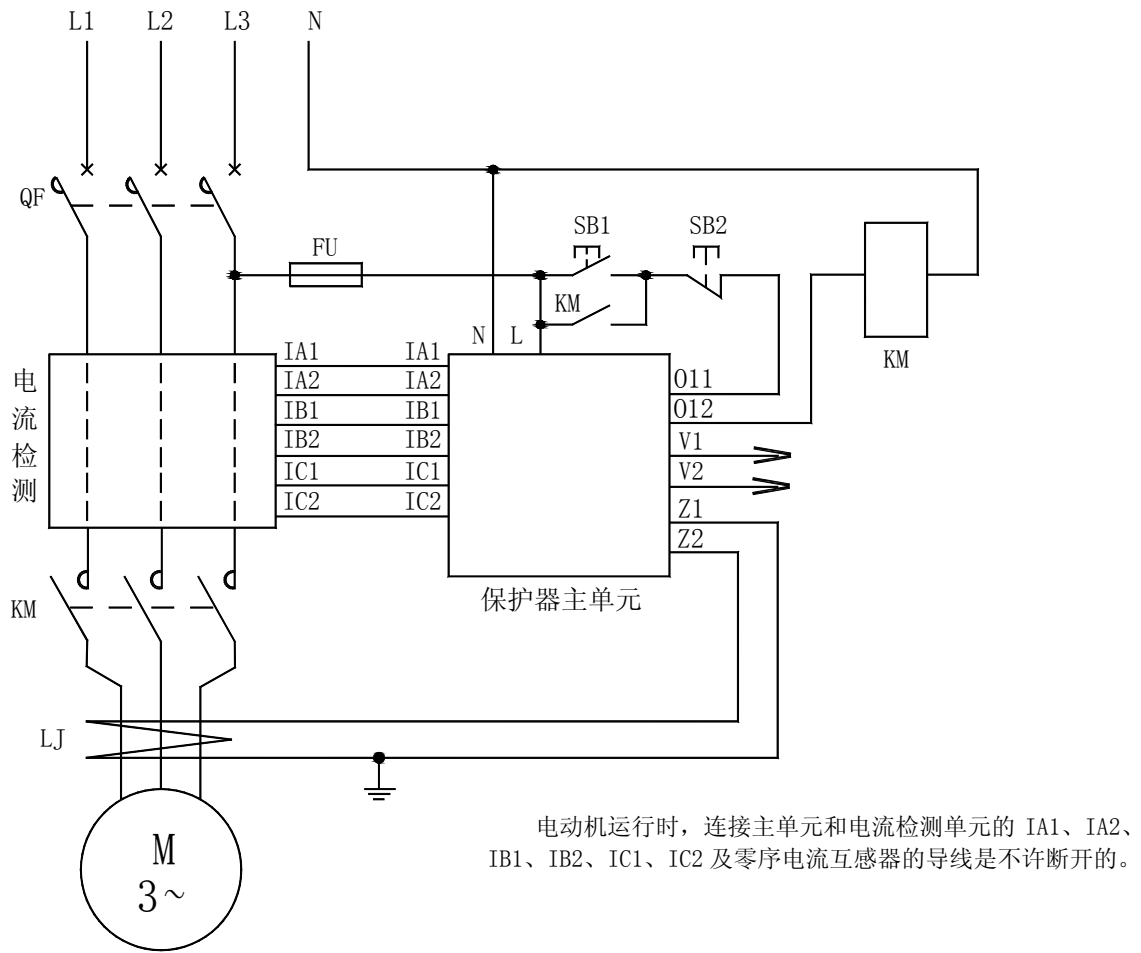 L1 L2 L3 N
QF
FU
SB1 SB2
KM
N L
KM
IA1 IA1
IA2 IA2
IB1 IB1
IB2 IB2
IC1 IC1
IC2 IC2
O11
O12
V1
V2
Z1
Z2
电
流
检
测
保护器主单元
KM
LJ
M
3~
电动机运行时，连接主单元和电流检测单元的 IA1、IA2、
IB1、IB2、IC1、IC2 及零序电流互感器的导线是不许断开的。